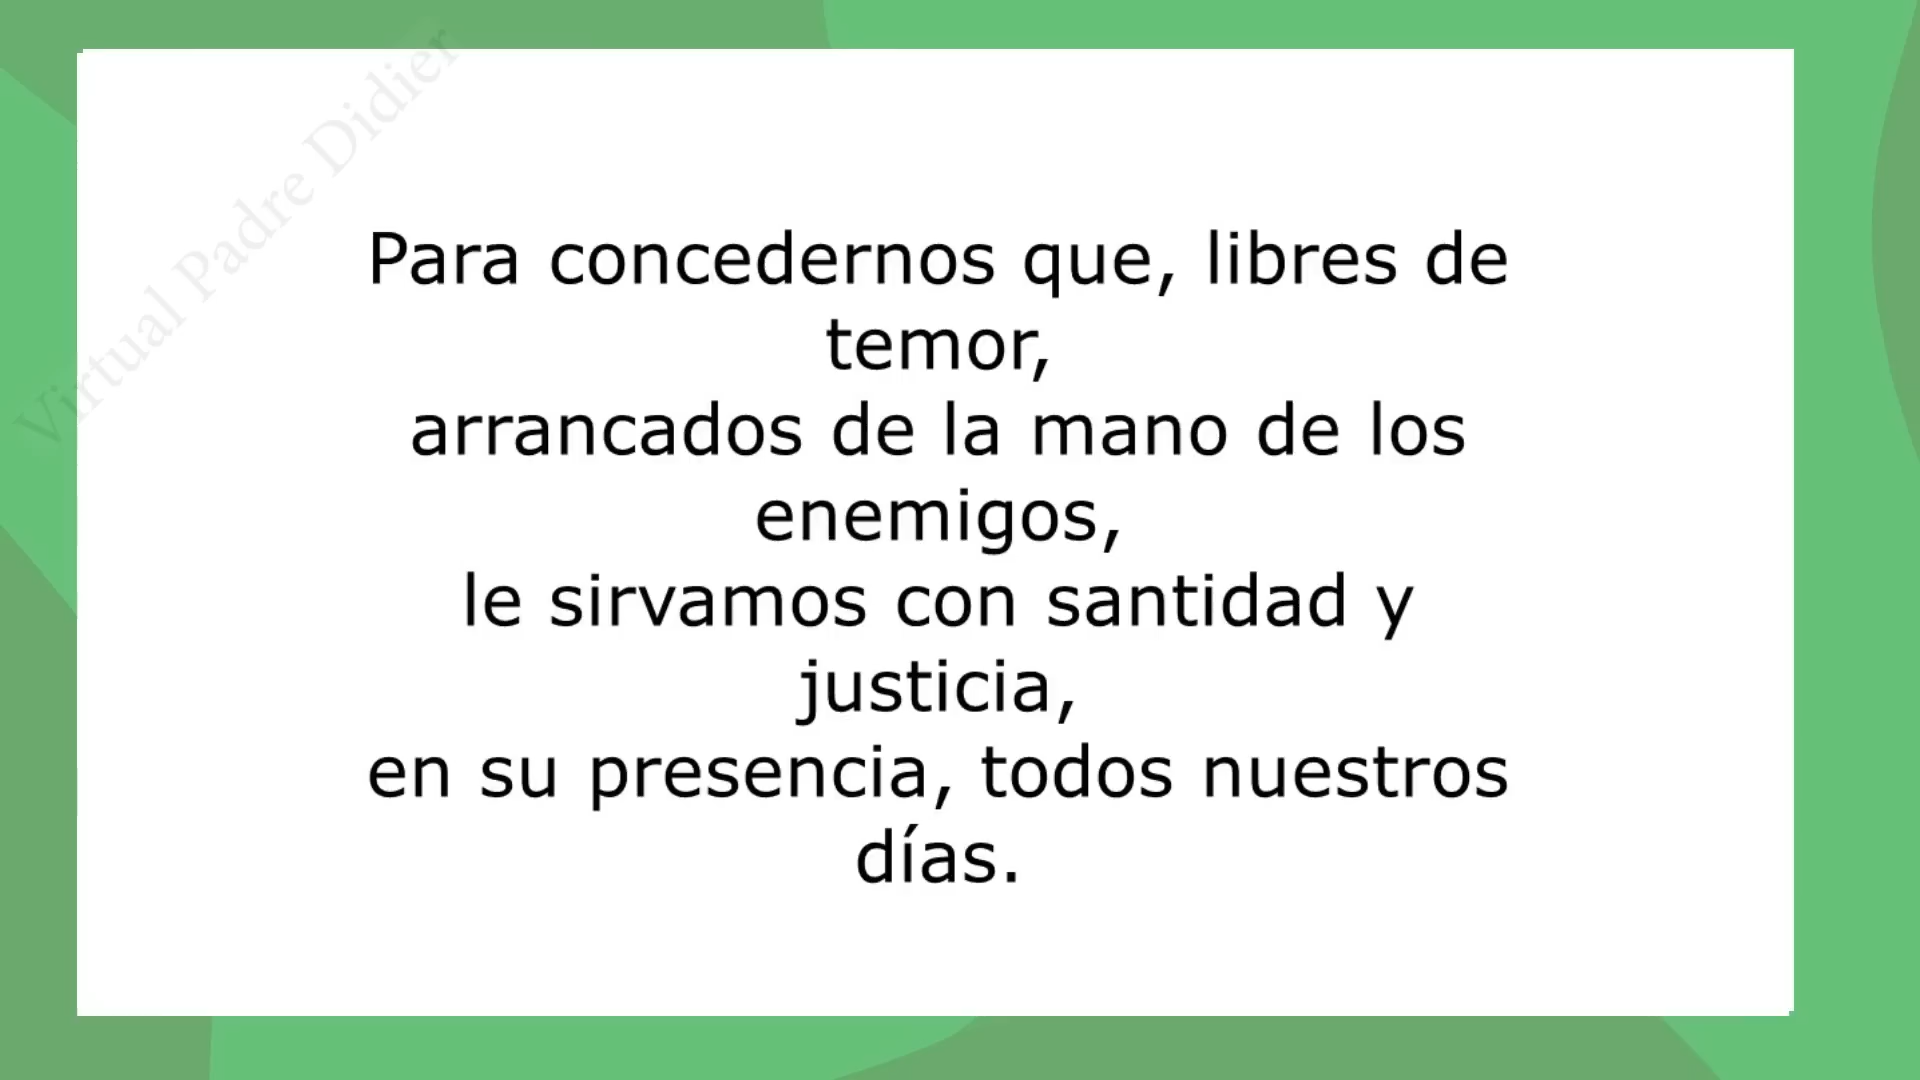 Virtual Padre Didier
Para concedernos que, libres de
temor,
arrancados de la mano de los
enemigos,
le sirvamos con santidad y
justicia,
en su presencia, todos nuestros
días.